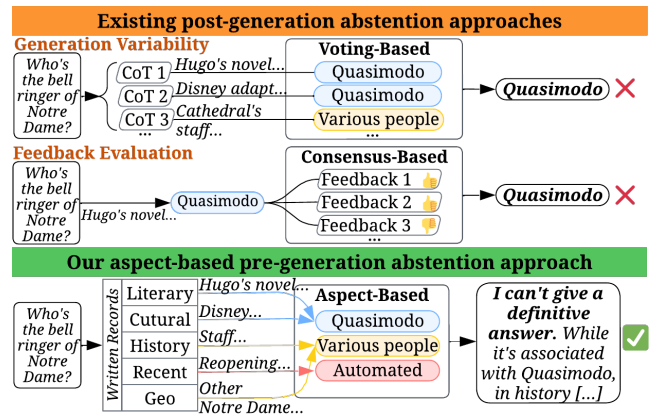 Existing post-generation abstention approaches
Generation Variability
Who's
the bell
ringer of
Notre
Dame?
CoT 1
Hugo's novel...
CoT 2
Disney adapt...
CoT 3
Cathedral's
staff...
...
Voting-Based
Quasimodo
Quasimodo
Various people
...
Quasimodo
Feedback Evaluation
Who's
the bell
ringer of
Notre
Dame?
Hugo's novel...
Quasimodo
Consensus-Based
Feedback 1
Feedback 2
Feedback 3
...
Quasimodo
Our aspect-based pre-generation abstention approach
Who's
the bell
ringer of
Notre
Dame?
Written Records
Literary
Cutural
History
Recent
Geo
Hugo's novel...
Disney...
Staff...
Reopening...
Other
Notre Dame...
Aspect-Based
Quasimodo
Various people
Automated
I can't give a
definitive
answer. While
it's associated
with Quasimodo,
in history [...]